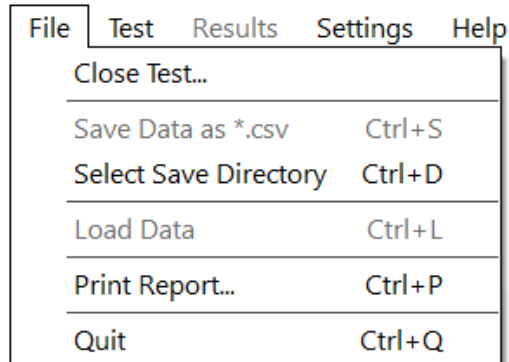 File Test Results Settings Help
Close Test...
Save Data as *.csv Ctrl+S
Select Save Directory Ctrl+D
Load Data Ctrl+L
Print Report... Ctrl+P
Quit Ctrl+Q